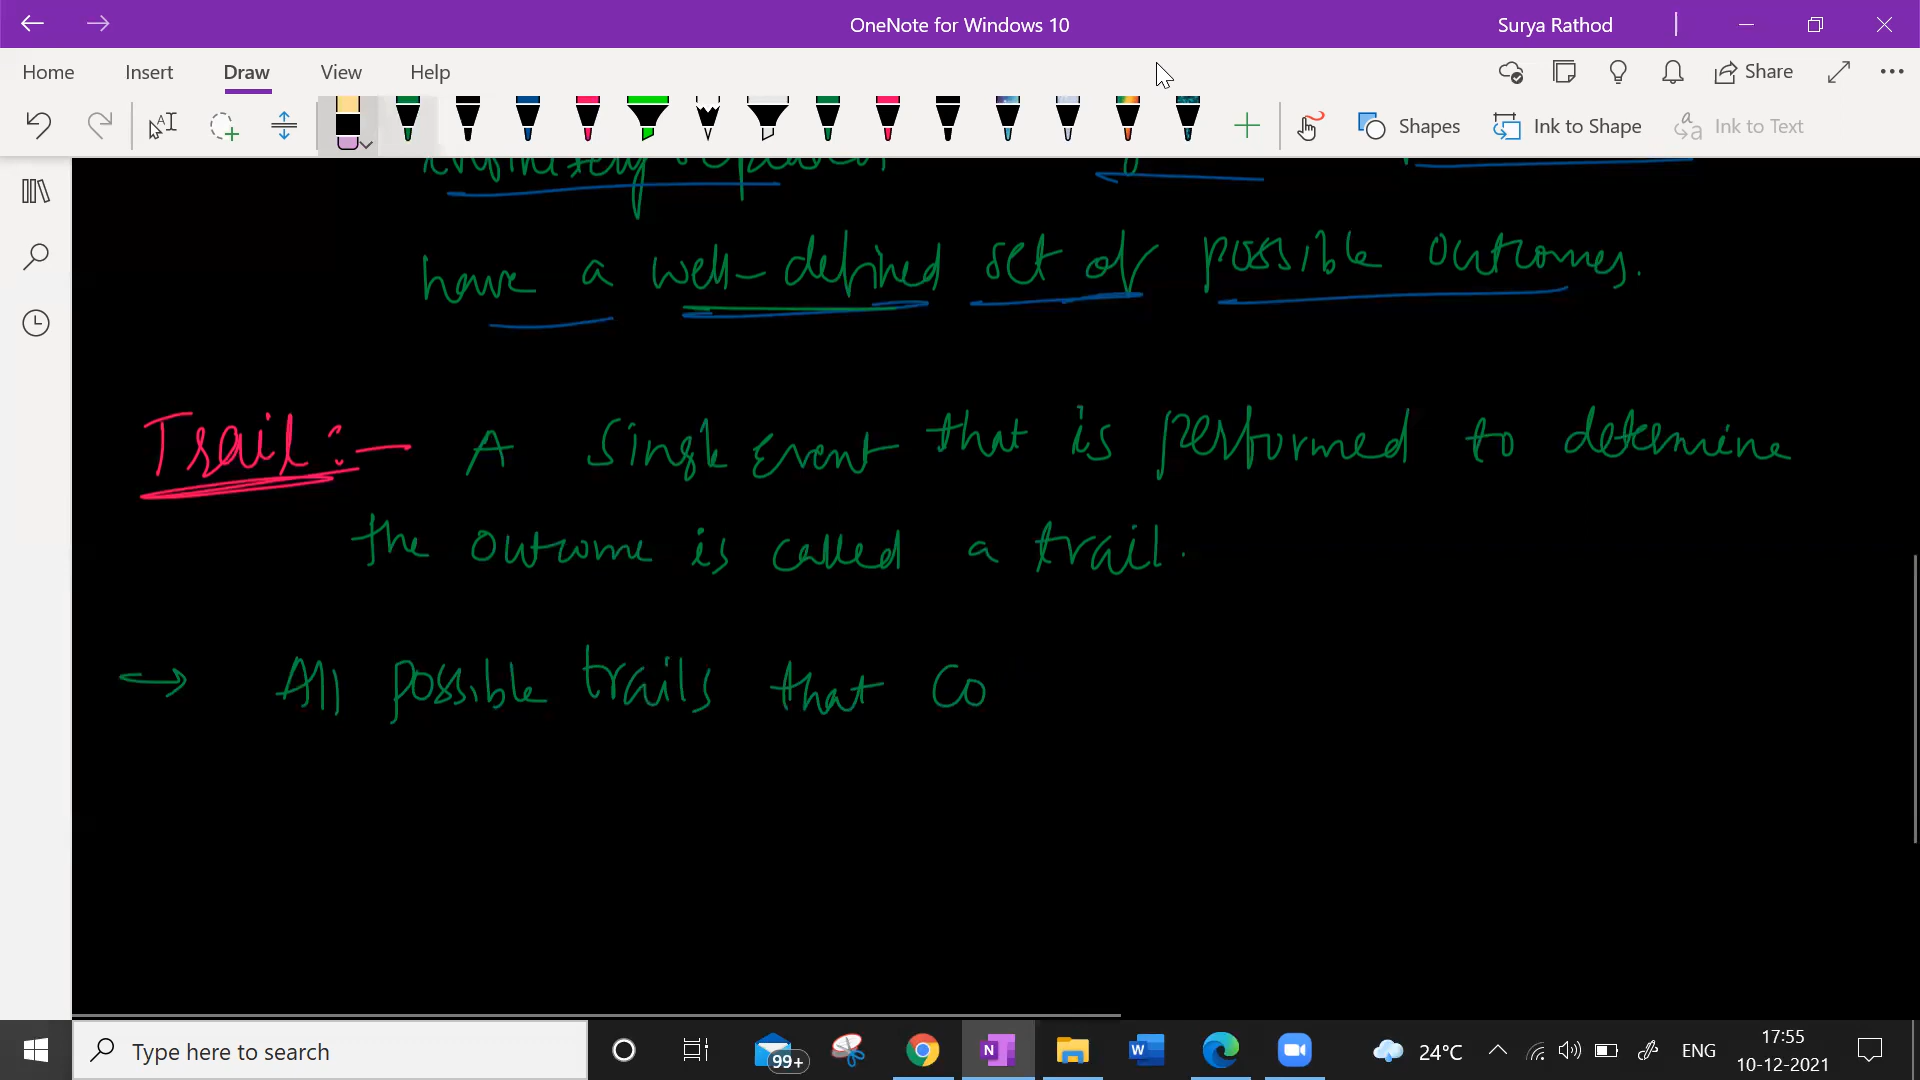 OneNote for Windows 10
Surya Rathod
Home Insert Draw View Help
Share
Shapes
Ink to Shape
Ink to Text
have a well-defined set of possible outcomes.
Trail:- A Single Event that is performed to determine
the outcome is called a trail.
All possible trails that Co
Type here to search
99+
24°C
ENG
17:55
10-12-2021